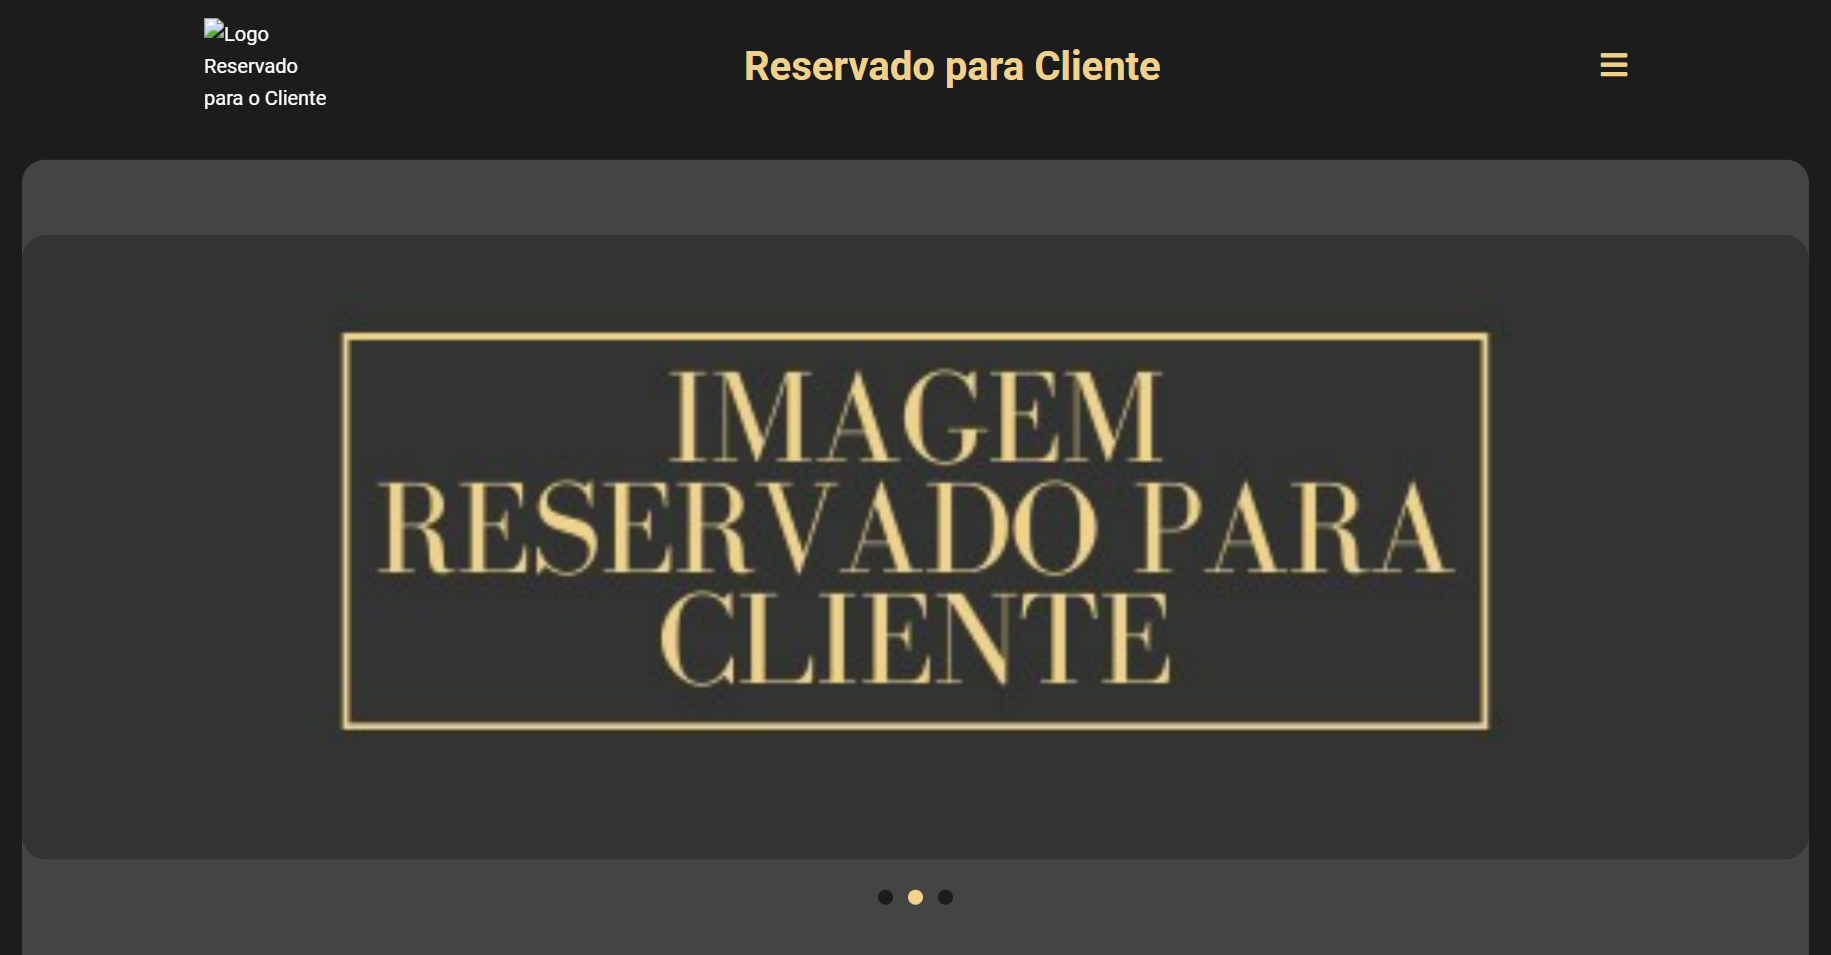 Logo
Reservado
para o Cliente
Reservado para Cliente
IMAGEM
RESERVADO PARA
CLIENTE